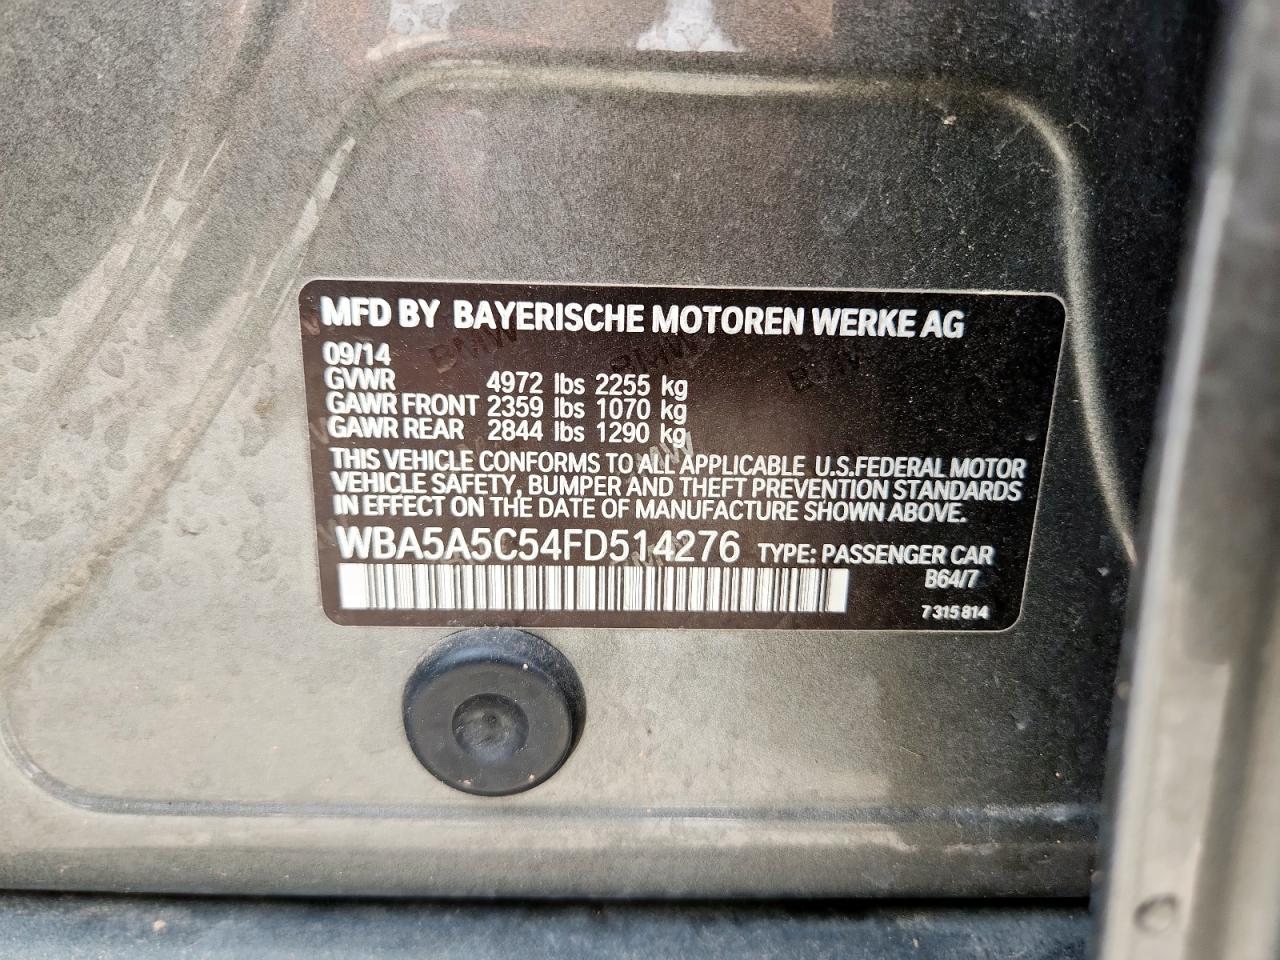 MFD BY BAYERISCHE MOTOREN WERKE AG
09/14
GVWR 4972 lbs 2255 kg
GAWR FRONT 2359 lbs 1070 kg
GAWR REAR 2844 lbs 1290 kg
THIS VEHICLE CONFORMS TO ALL APPLICABLE U.S.FEDERAL MOTOR
VEHICLE SAFETY, BUMPER AND THEFT PREVENTION STANDARDS
IN EFFECT ON THE DATE OF MANUFACTURE SHOWN ABOVE.
WBA5A5C54FD514276 TYPE: PASSENGER CAR
B64/7
7 315 814